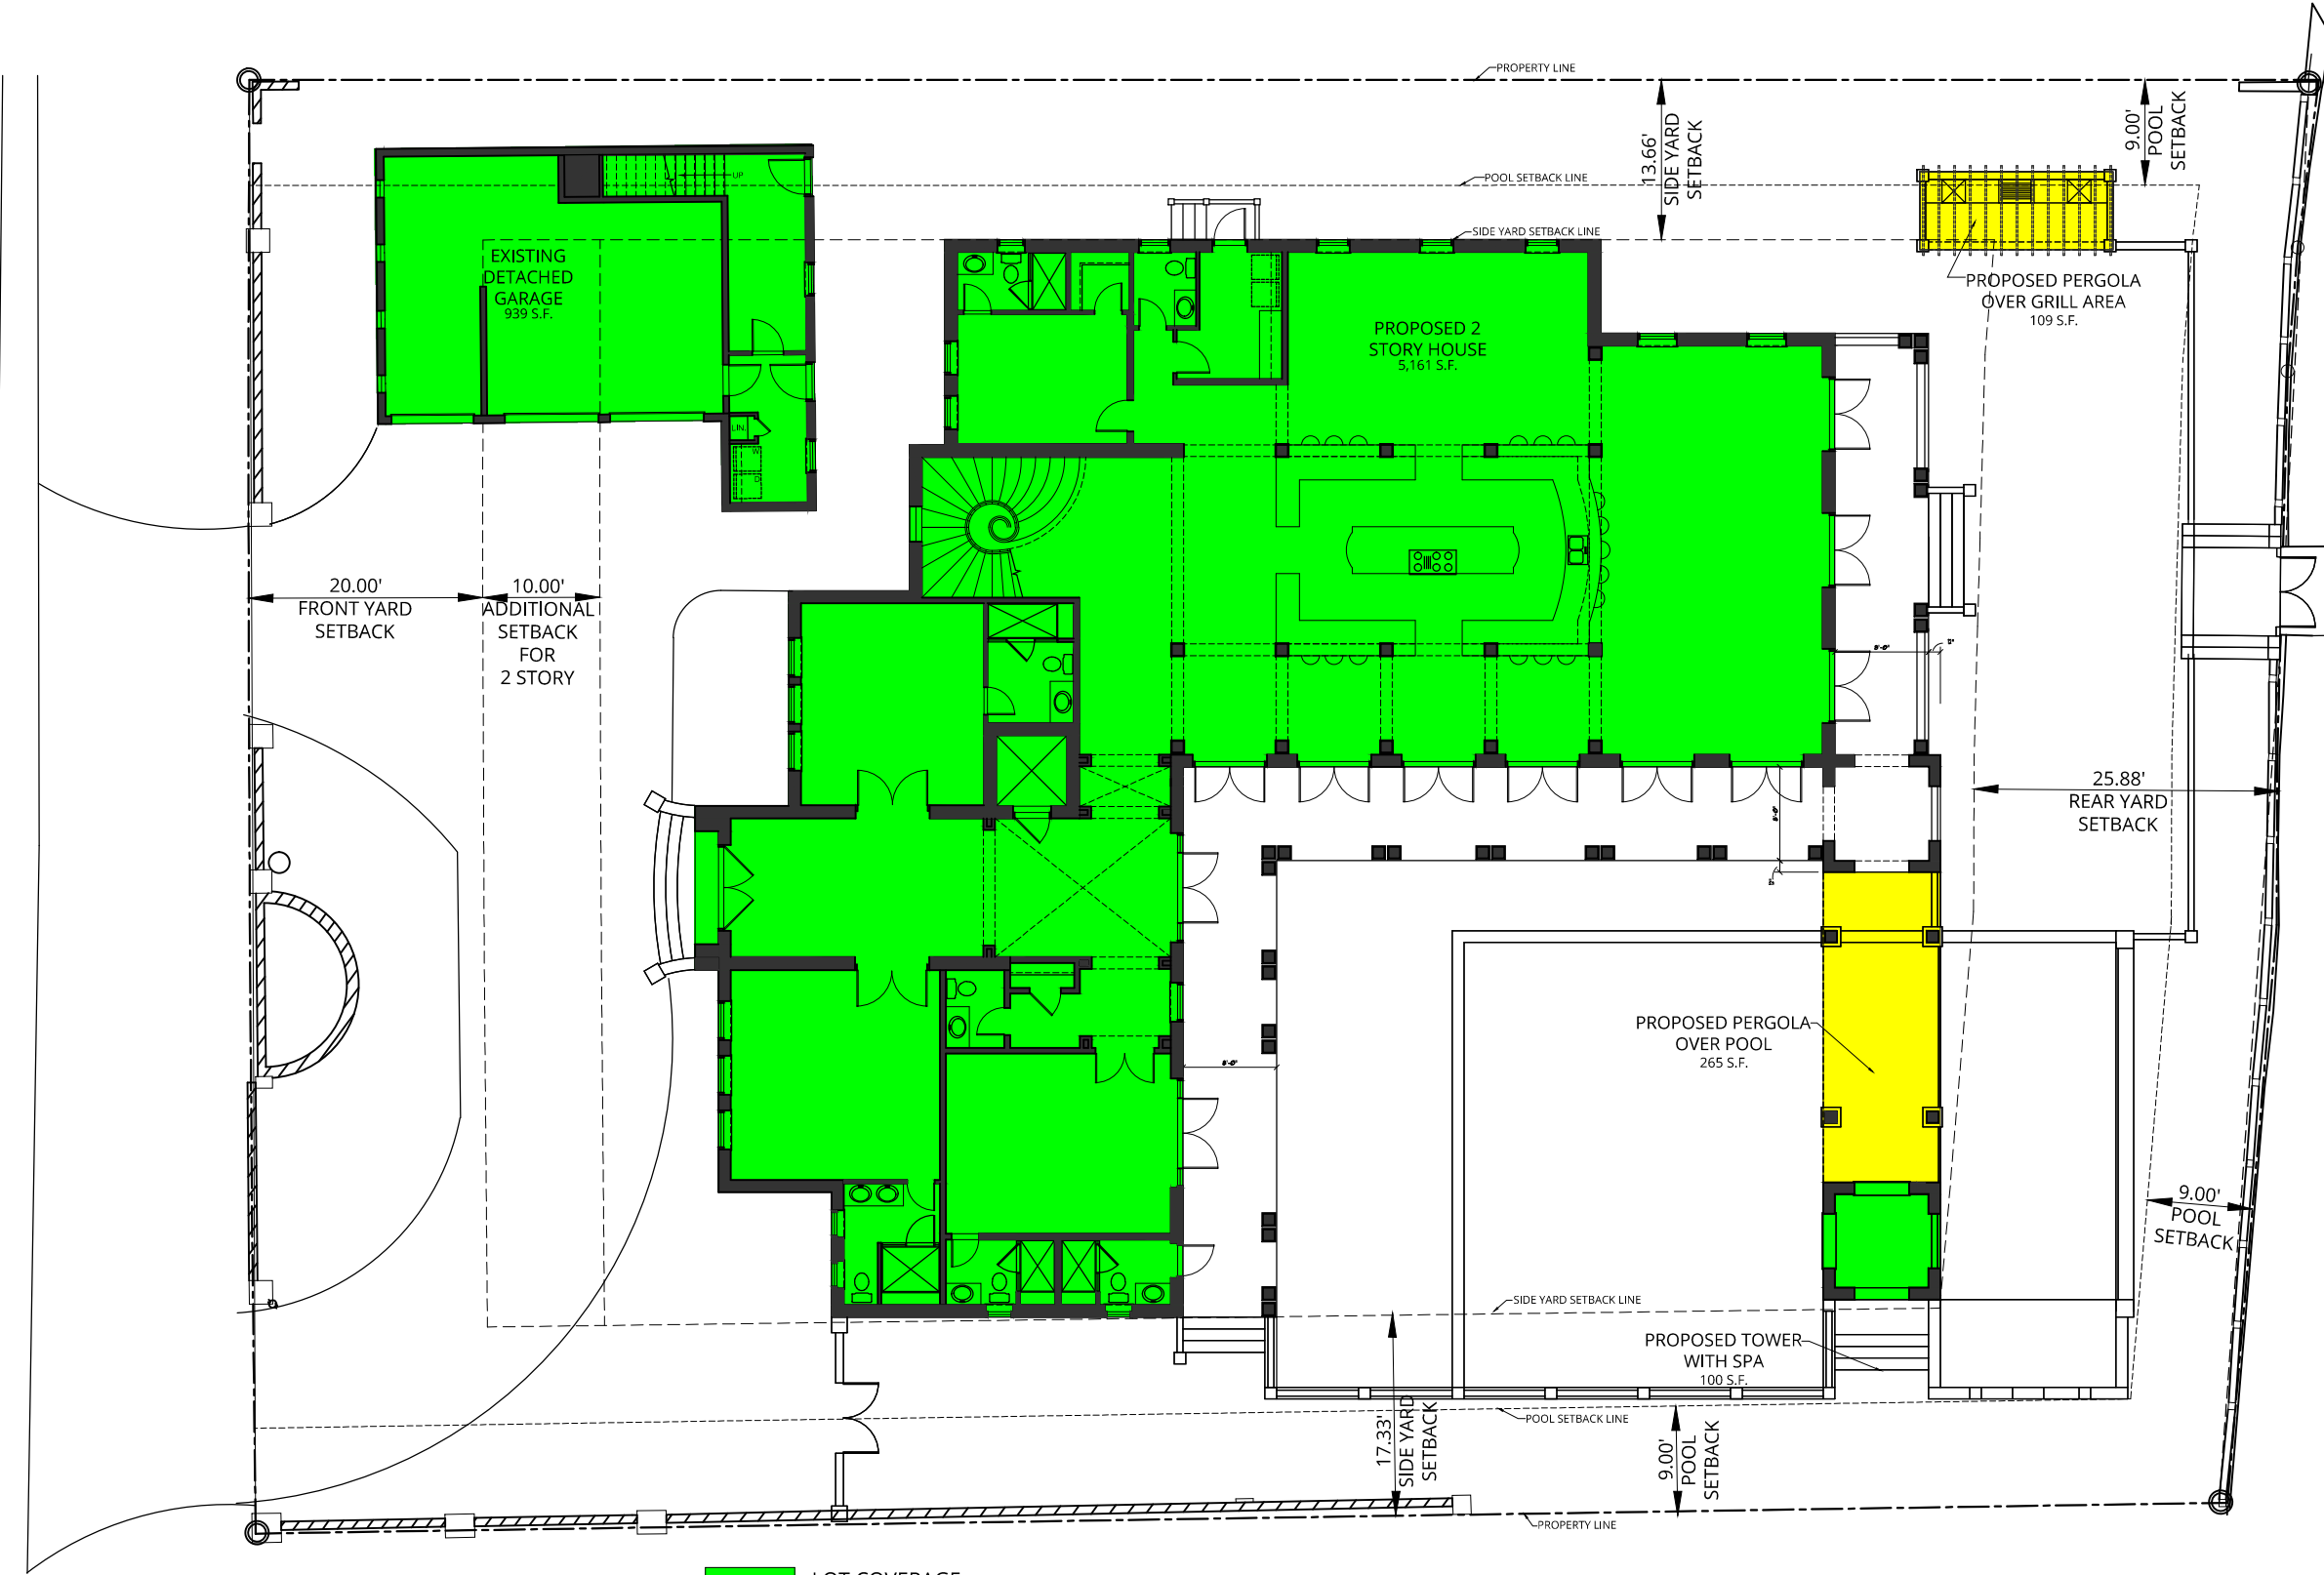 PROPERTY LINE
13.66'
SIDE YARD
SETBACK
9.00'
POOL
SETBACK
UP
POOL SETBACK LINE
SIDE YARD SETBACK LINE
EXISTING
DETACHED
GARAGE
939 S.F.
PROPOSED PERGOLA
OVER GRILL AREA
109 S.F.
PROPOSED 2
STORY HOUSE
5,161 S.F.
LIN.
W
D
20.00'
FRONT YARD
SETBACK
10.00'
ADDITIONAL
SETBACK
FOR
2 STORY
25.88'
REAR YARD
SETBACK
PROPOSED PERGOLA
OVER POOL
265 S.F.
9.00'
POOL
SETBACK
SIDE YARD SETBACK LINE
PROPOSED TOWER
WITH SPA
100 S.F.
17.33'
SIDE YARD
SETBACK
POOL SETBACK LINE
9.00'
POOL
SETBACK
PROPERTY LINE
LOT COVERAGE